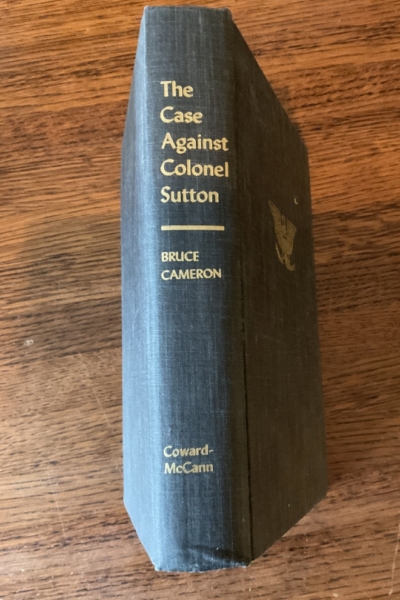 The
Case
Against
Colonel
Sutton
BRUCE
CAMERON
Coward-
McCann